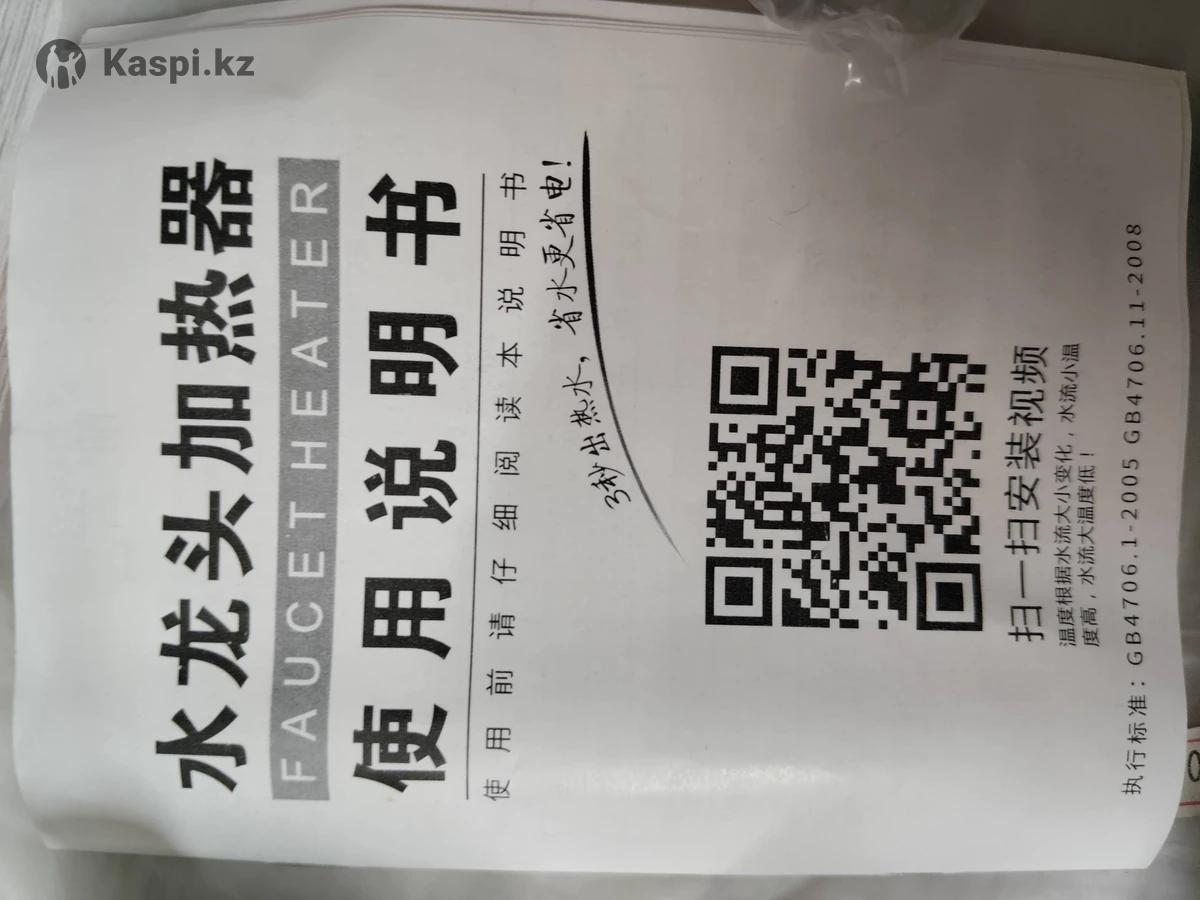 Kaspi.kz
水龙头加热器
FAUCETHEATER
使用说明书
使用前请仔细阅读本说明书
3秒出热水，省水更省电！
扫一扫安装视频
温度根据水流大小变化，水流小温
度高，水流大温度低！
执行标准：GB4706.1-2005 GB4706.11-2008